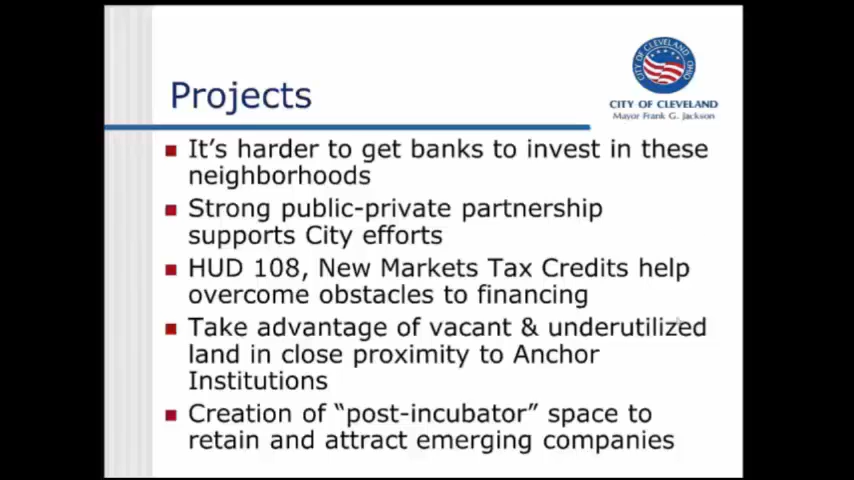 CITY OF CLEVELAND OHIO
CITY OF CLEVELAND
Mayor Frank G. Jackson
Projects
It's harder to get banks to invest in these
neighborhoods
Strong public-private partnership
supports City efforts
HUD 108, New Markets Tax Credits help
overcome obstacles to financing
Take advantage of vacant & underutilized
land in close proximity to Anchor
Institutions
Creation of “post-incubator” space to
retain and attract emerging companies